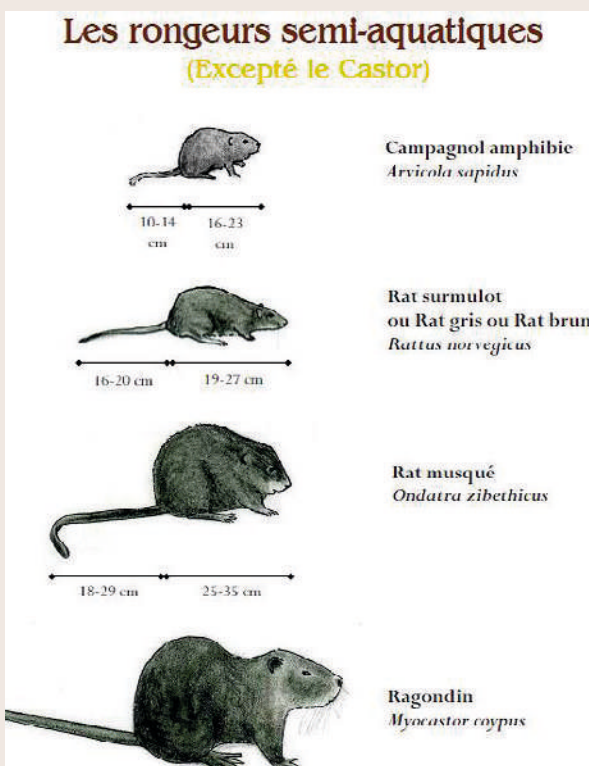 Les rongeurs semi-aquatiques
(Excepté le Castor)
Campagnol amphibie
Arvicola sapidus
10-14 cm
16-23 cm
Rat surmulot
ou Rat gris ou Rat brun
Rattus norvegicus
16-20 cm
19-27 cm
Rat musqué
Ondatra zibethicus
18-29 cm
25-35 cm
Ragondin
Myocastor coypus